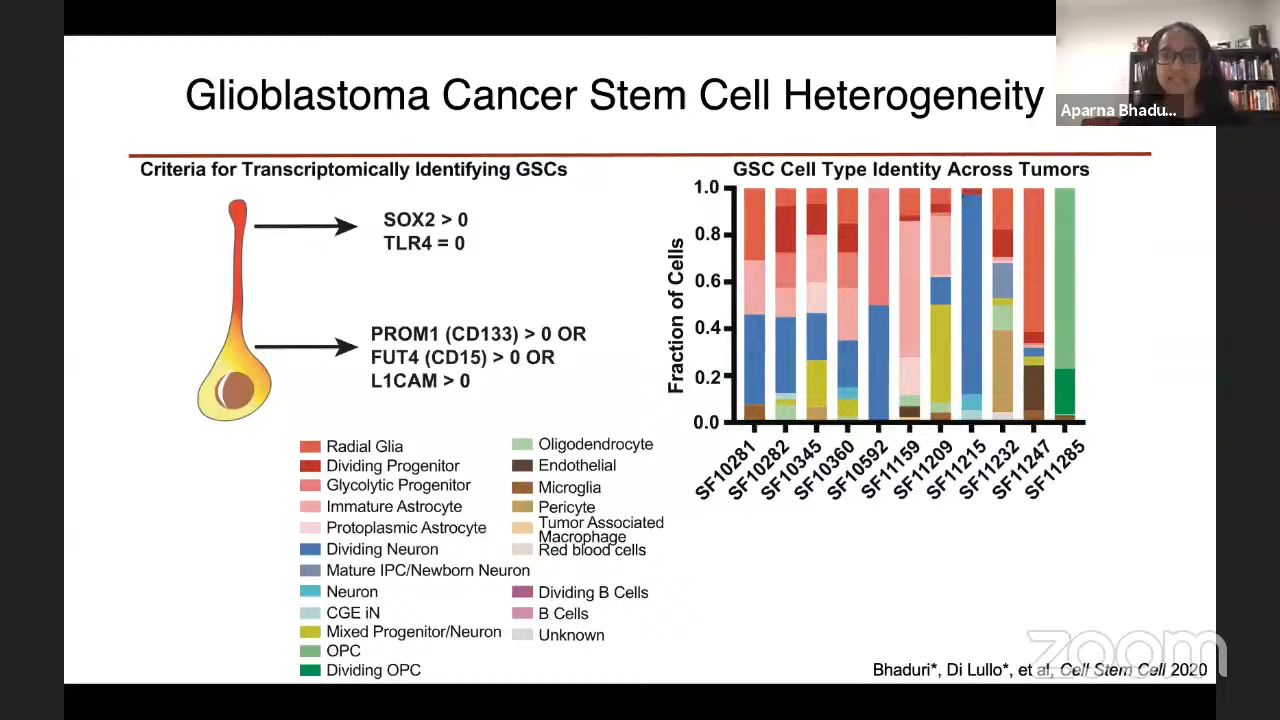 Glioblastoma Cancer Stem Cell Heterogeneity
Aparna Bhadu...
Criteria for Transcriptomically Identifying GSCs
SOX2 > 0
TLR4 = 0
PROM1 (CD133) > 0 OR
FUT4 (CD15) > 0 OR
L1CAM > 0
GSC Cell Type Identity Across Tumors
Fraction of Cells
1.0
0.8
0.6
0.4
0.2
0.0
SF10281
SF10282
SF10345
SF10360
SF10592
SF11159
SF11209
SF11215
SF11232
SF11247
SF11285
Radial Glia
Dividing Progenitor
Glycolytic Progenitor
Immature Astrocyte
Protoplasmic Astrocyte
Dividing Neuron
Mature IPC/Newborn Neuron
Neuron
CGE iN
Mixed Progenitor/Neuron
OPC
Dividing OPC
Oligodendrocyte
Endothelial
Microglia
Pericyte
Tumor Associated
Macrophage
Red blood cells
Dividing B Cells
B Cells
Unknown
Bhaduri*, Di Lullo*, et al, Cell Stem Cell 2020
zoom